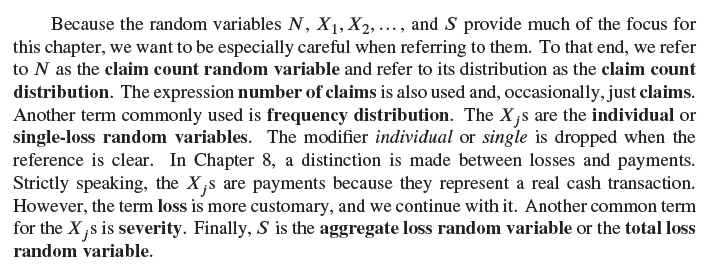 Because the random variables N, X₁, X₂, …, and S provide much of the focus for
this chapter, we want to be especially careful when referring to them. To that end, we refer
to N as the claim count random variable and refer to its distribution as the claim count
distribution. The expression number of claims is also used and, occasionally, just claims.
Another term commonly used is frequency distribution. The Xⱼs are the individual or
single-loss random variables. The modifier individual or single is dropped when the
reference is clear. In Chapter 8, a distinction is made between losses and payments.
Strictly speaking, the Xⱼs are payments because they represent a real cash transaction.
However, the term loss is more customary, and we continue with it. Another common term
for the Xⱼs is severity. Finally, S is the aggregate loss random variable or the total loss
random variable.